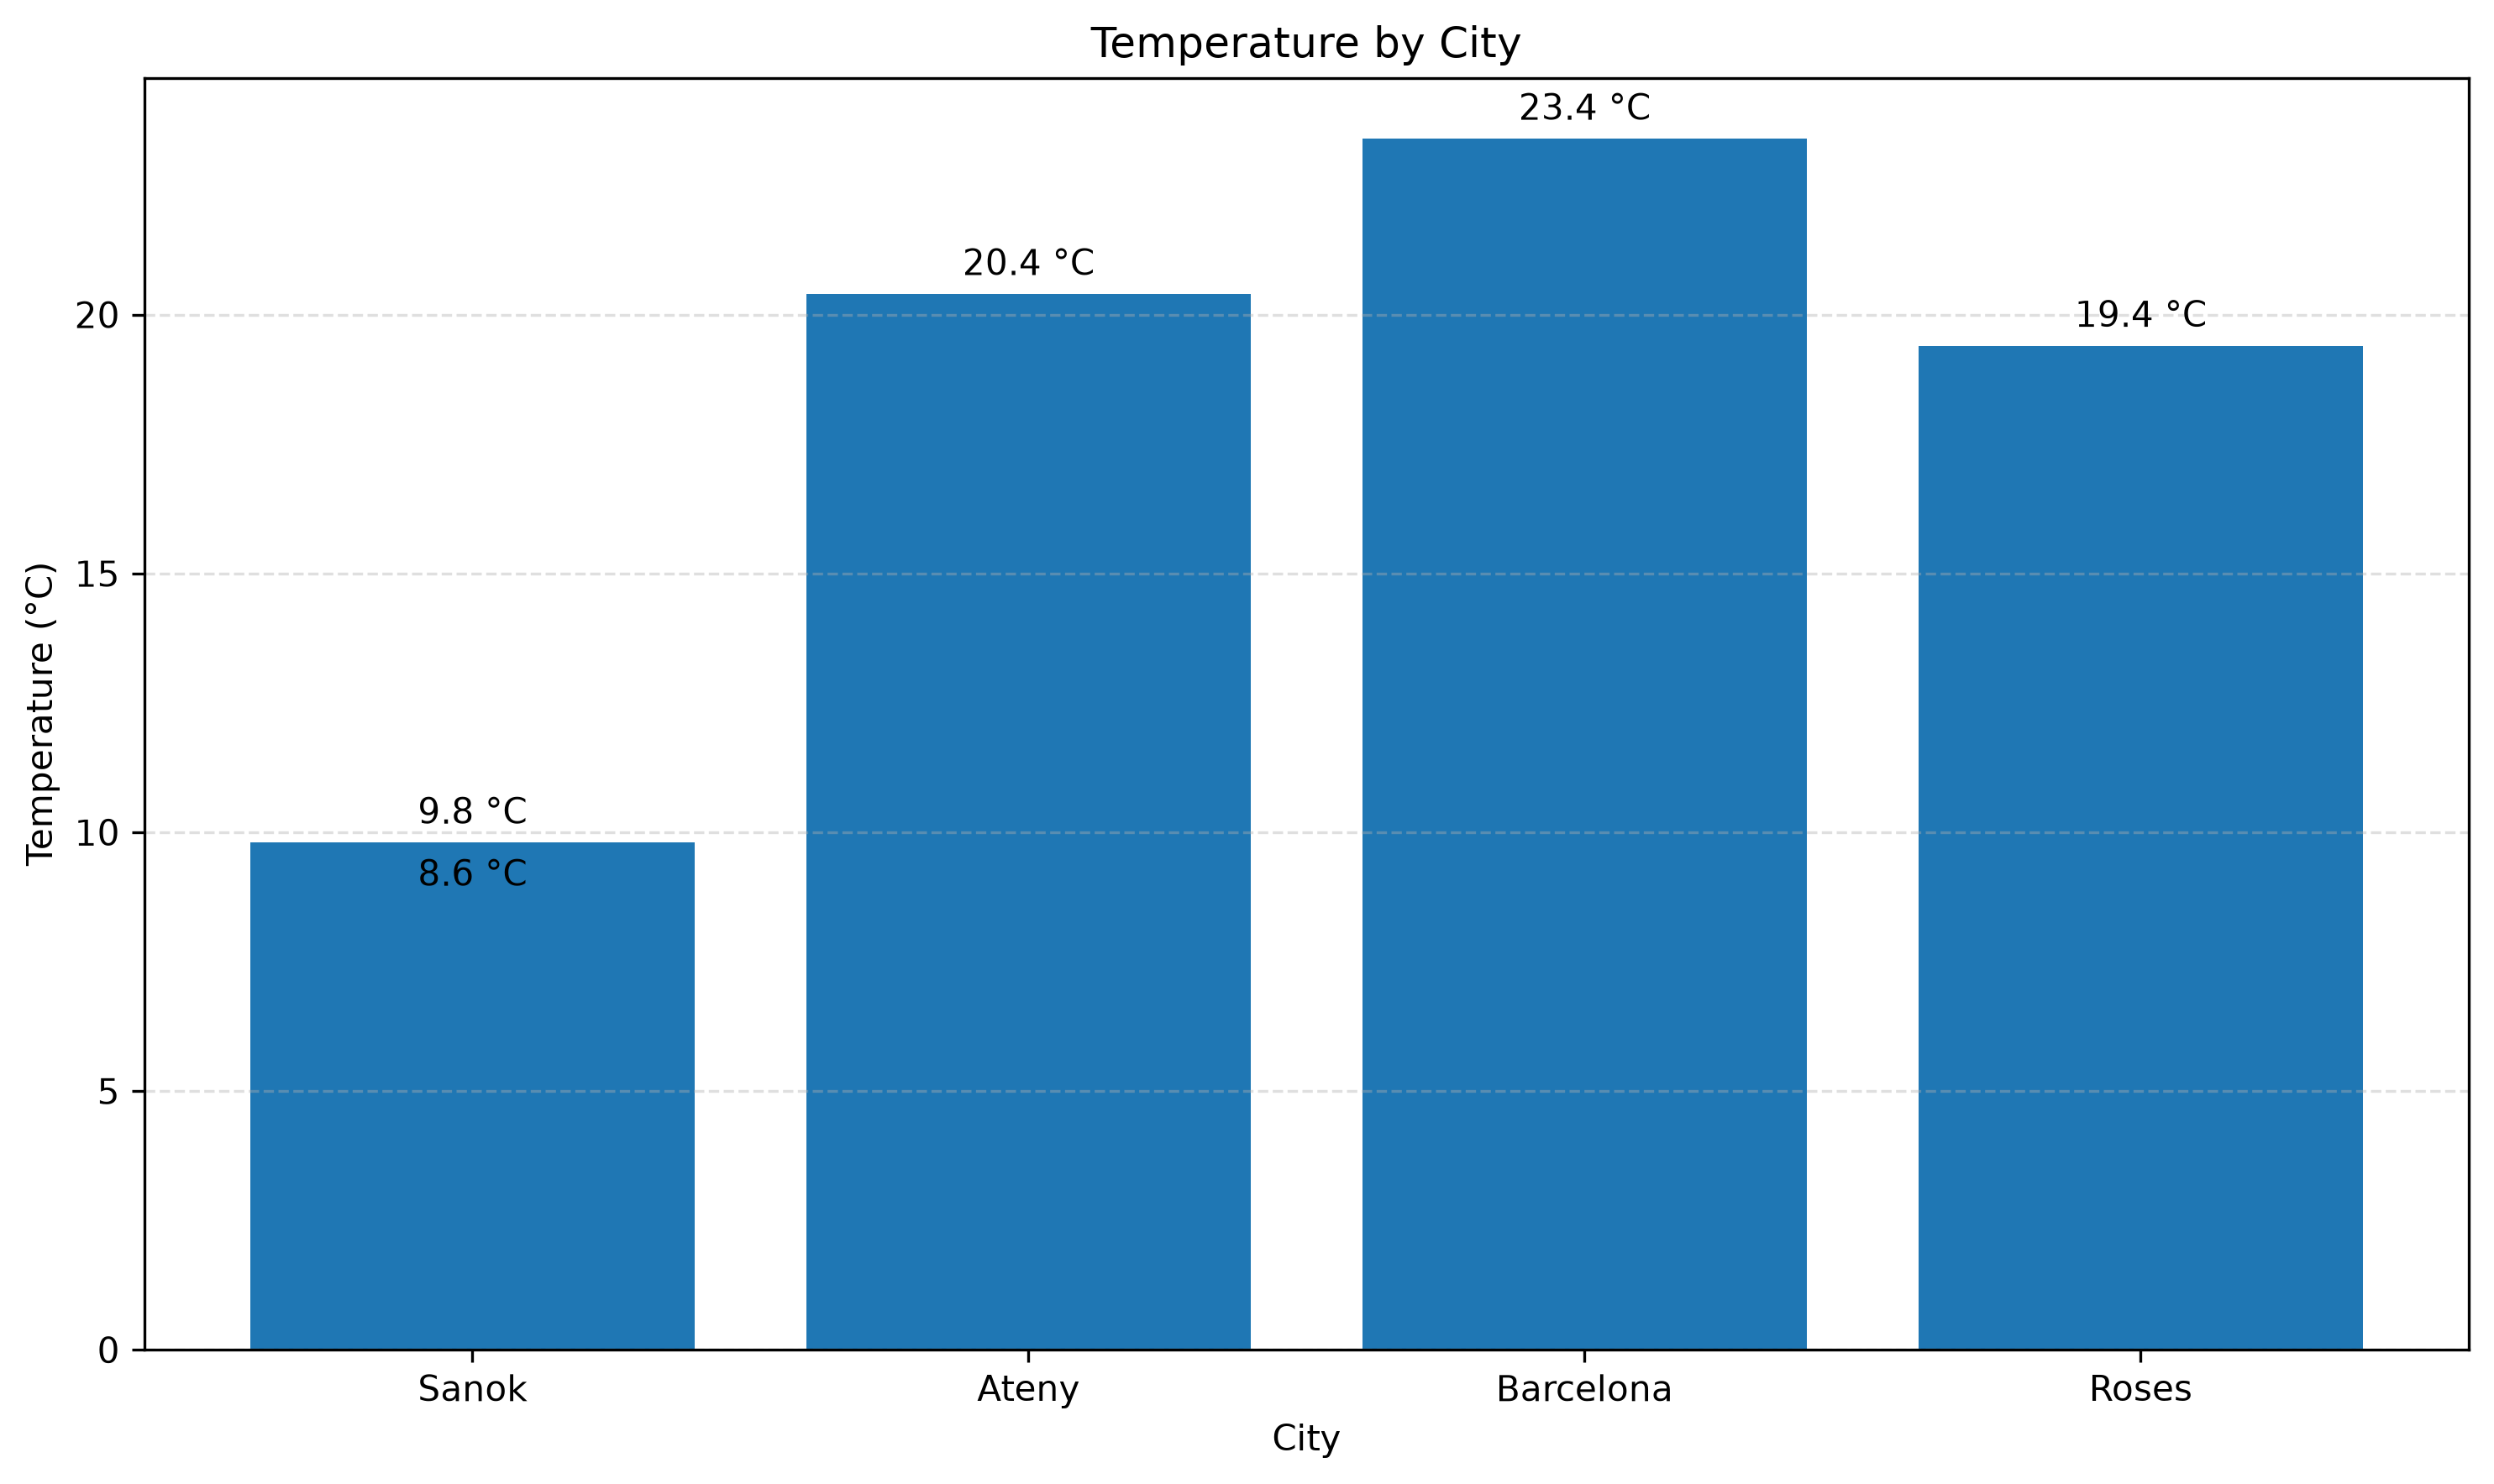 Temperature by City
23.4 °C
20.4 °C
19.4 °C
9.8 °C
8.6 °C
Temperature (°C)
20
15
10
5
0
Sanok
Ateny
Barcelona
Roses
City